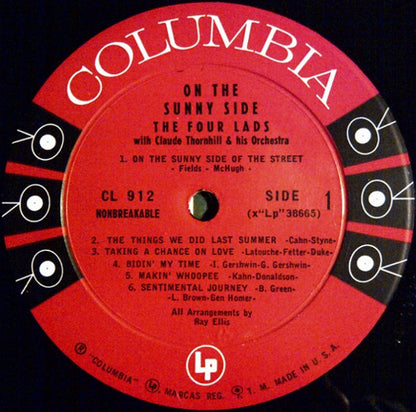 COLUMBIA
ON THE
SUNNY SIDE
THE FOUR LADS
with Claude Thornhill & his Orchestra
1. ON THE SUNNY SIDE OF THE STREET
- Fields - McHugh -
CL 912 SIDE 1
NONBREAKABLE (x"Lp"38665)
2. THE THINGS WE DID LAST SUMMER -Cahn-Styne-
3. TAKING A CHANCE ON LOVE -Latouche-Fetter-Duke-
4. BIDIN' MY TIME - I. Gershwin-G. Gershwin-
5. MAKIN' WHOOPEE -Kahn-Donaldson-
6. SENTIMENTAL JOURNEY -B. Green-
-L. Brown-Ben Homer-
All Arrangements by
Ray Ellis
Lp
® "COLUMBIA" Lp MARCAS REG. ® T. M. MADE IN U. S. A.